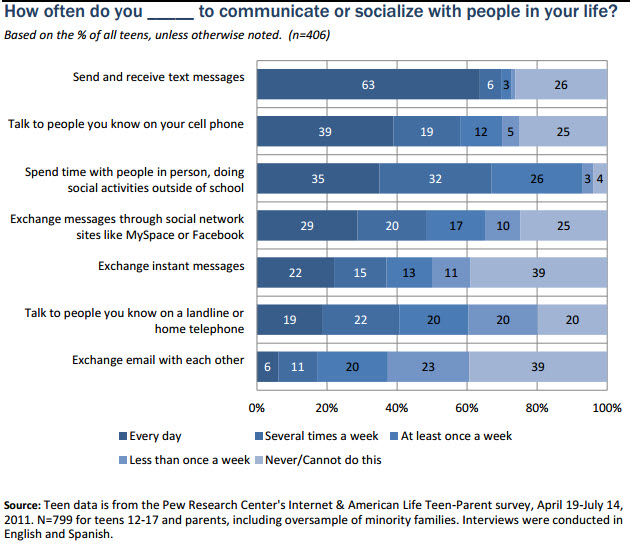 How often do you _____ to communicate or socialize with people in your life?
Based on the % of all teens, unless otherwise noted. (n=406)
Send and receive text messages
63 6 3 26
Talk to people you know on your cell phone
39 19 12 5 25
Spend time with people in person, doing
social activities outside of school
35 32 26 3 4
Exchange messages through social network
sites like MySpace or Facebook
29 20 17 10 25
Exchange instant messages
22 15 13 11 39
Talk to people you know on a landline or
home telephone
19 22 20 20 20
Exchange email with each other
6 11 20 23 39
0% 20% 40% 60% 80% 100%
Every day Several times a week At least once a week
Less than once a week Never/Cannot do this
Source: Teen data is from the Pew Research Center's Internet & American Life Teen-Parent survey, April 19-July 14,
2011. N=799 for teens 12-17 and parents, including oversample of minority families. Interviews were conducted in
English and Spanish.